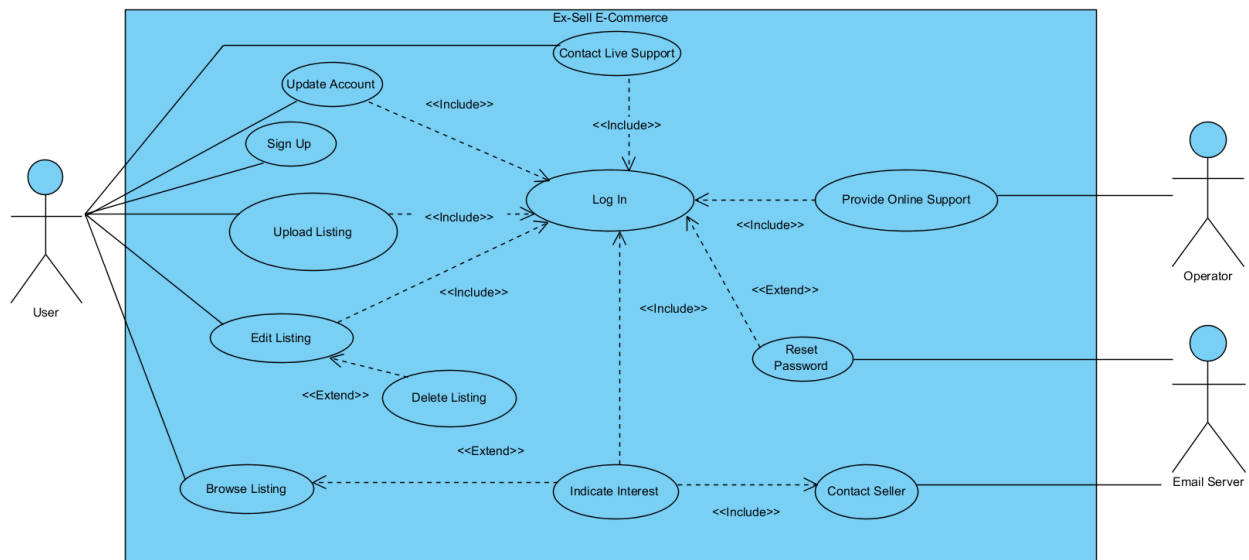 Ex-Sell E-Commerce
Contact Live Support
Update Account
<<Include>>
<<Include>>
Sign Up
Log In
Provide Online Support
<<Include>>
<<Include>>
Upload Listing
Operator
User
<<Include>>
<<Extend>>
<<Include>>
Edit Listing
Reset
Password
<<Extend>>
Delete Listing
<<Extend>>
Browse Listing
Indicate Interest
Contact Seller
Email Server
<<Include>>